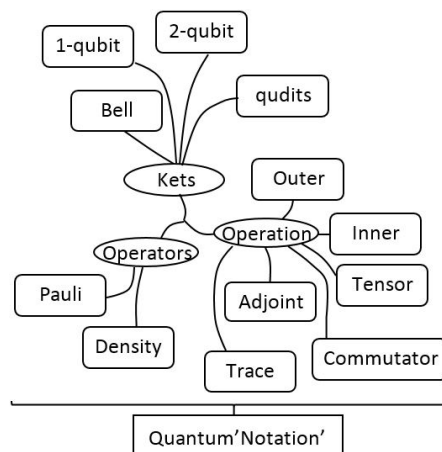 1-qubit
2-qubit
Bell
qudits
Kets
Outer
Operation
Inner
Operators
Tensor
Pauli
Adjoint
Density
Commutator
Trace
Quantum’Notation’